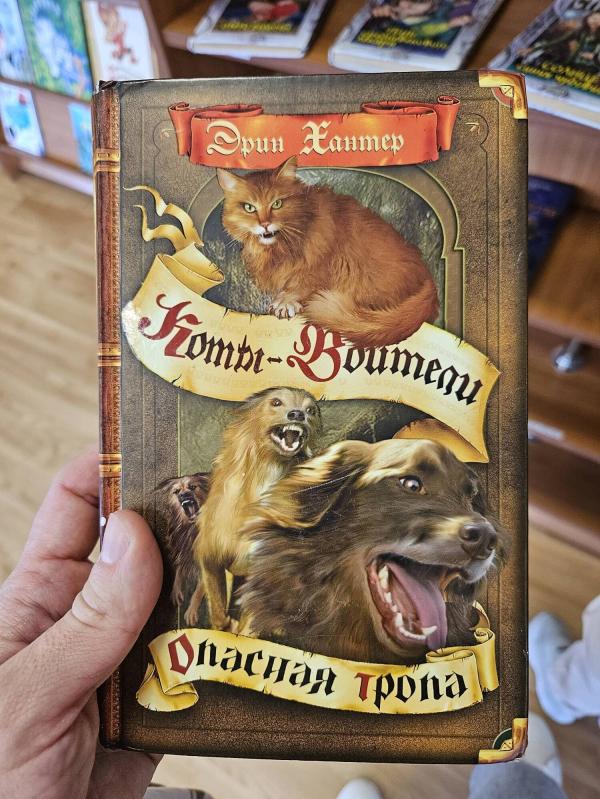 Эрин Хантер
Коты-Воители
Опасная тропа